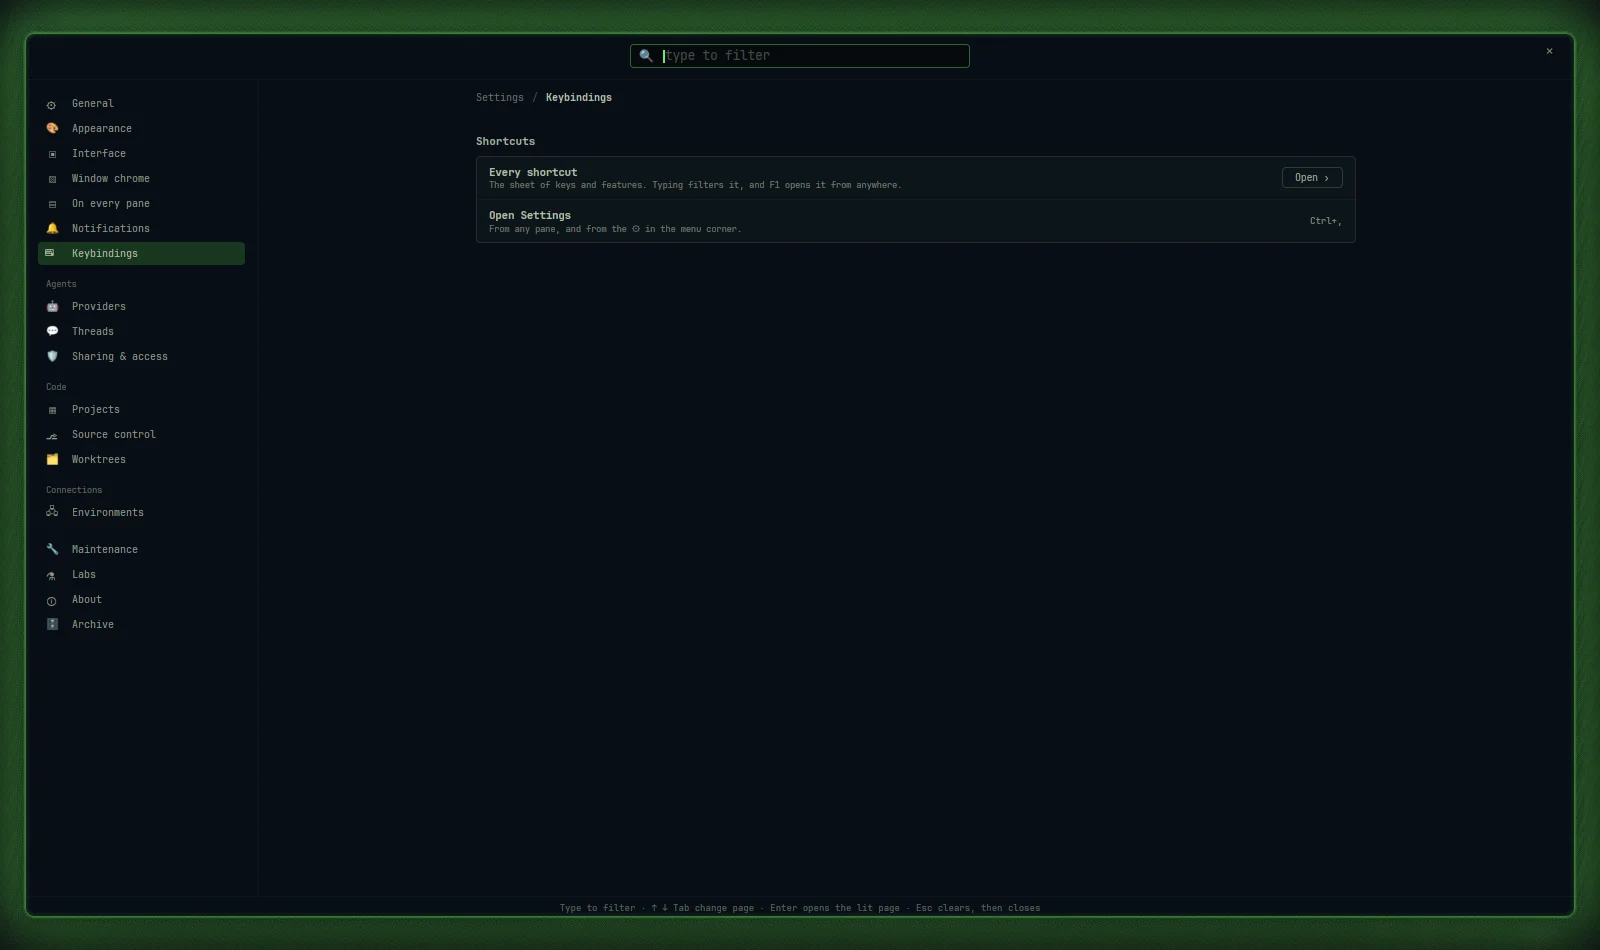 type to filter
×
General
Appearance
Interface
Window chrome
On every pane
Notifications
Keybindings
Agents
Providers
Threads
Sharing & access
Code
Projects
Source control
Worktrees
Connections
Environments
Maintenance
Labs
About
Archive
Settings / Keybindings
Shortcuts
Every shortcut
The sheet of keys and features. Typing filters it, and F1 opens it from anywhere.
Open ›
Open Settings
From any pane, and from the ⚙ in the menu corner.
Ctrl+,
Type to filter · ↑ ↓ Tab change page · Enter opens the lit page · Esc clears, then closes